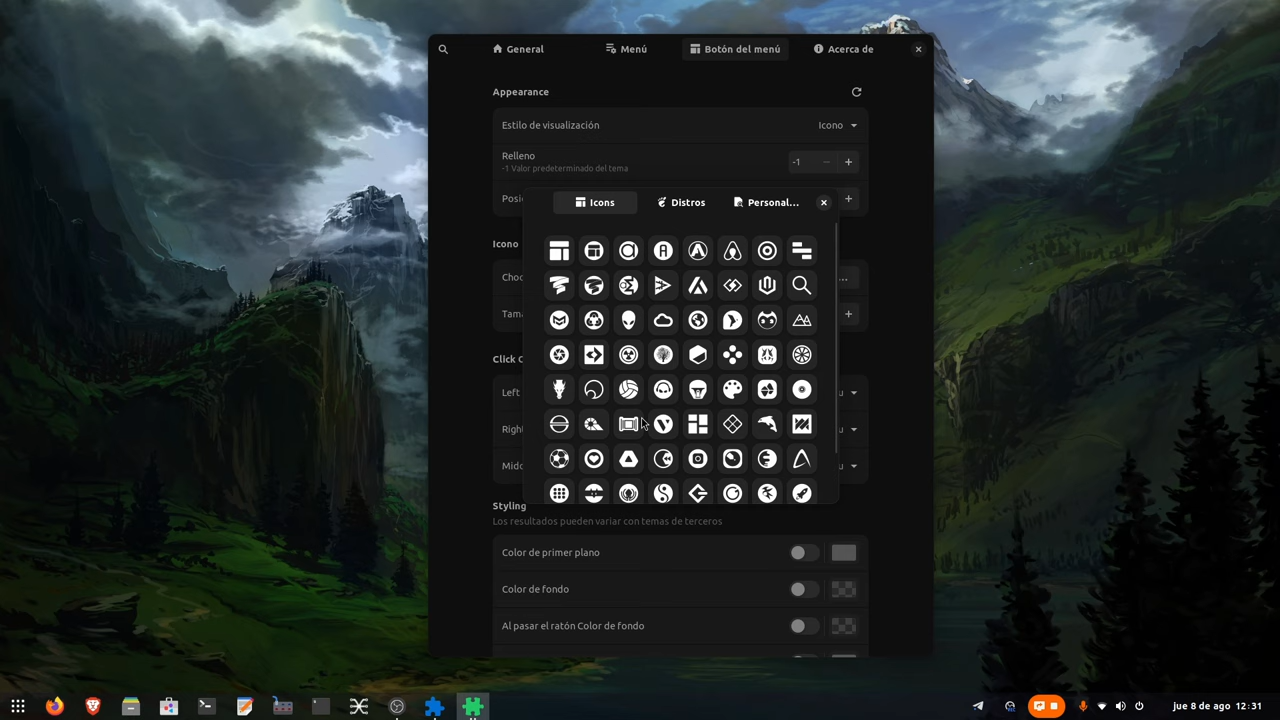 General
Menú
Botón del menú
Acerca de
Appearance
Estilo de visualización
Icono
Relleno
-1 Valor predeterminado del tema
-1
Icons
Distros
Personal...
Icono
Left
Styling
Los resultados pueden variar con temas de terceros
Color de primer plano
Color de fondo
Al pasar el ratón Color de fondo
jue 8 de ago 12:31